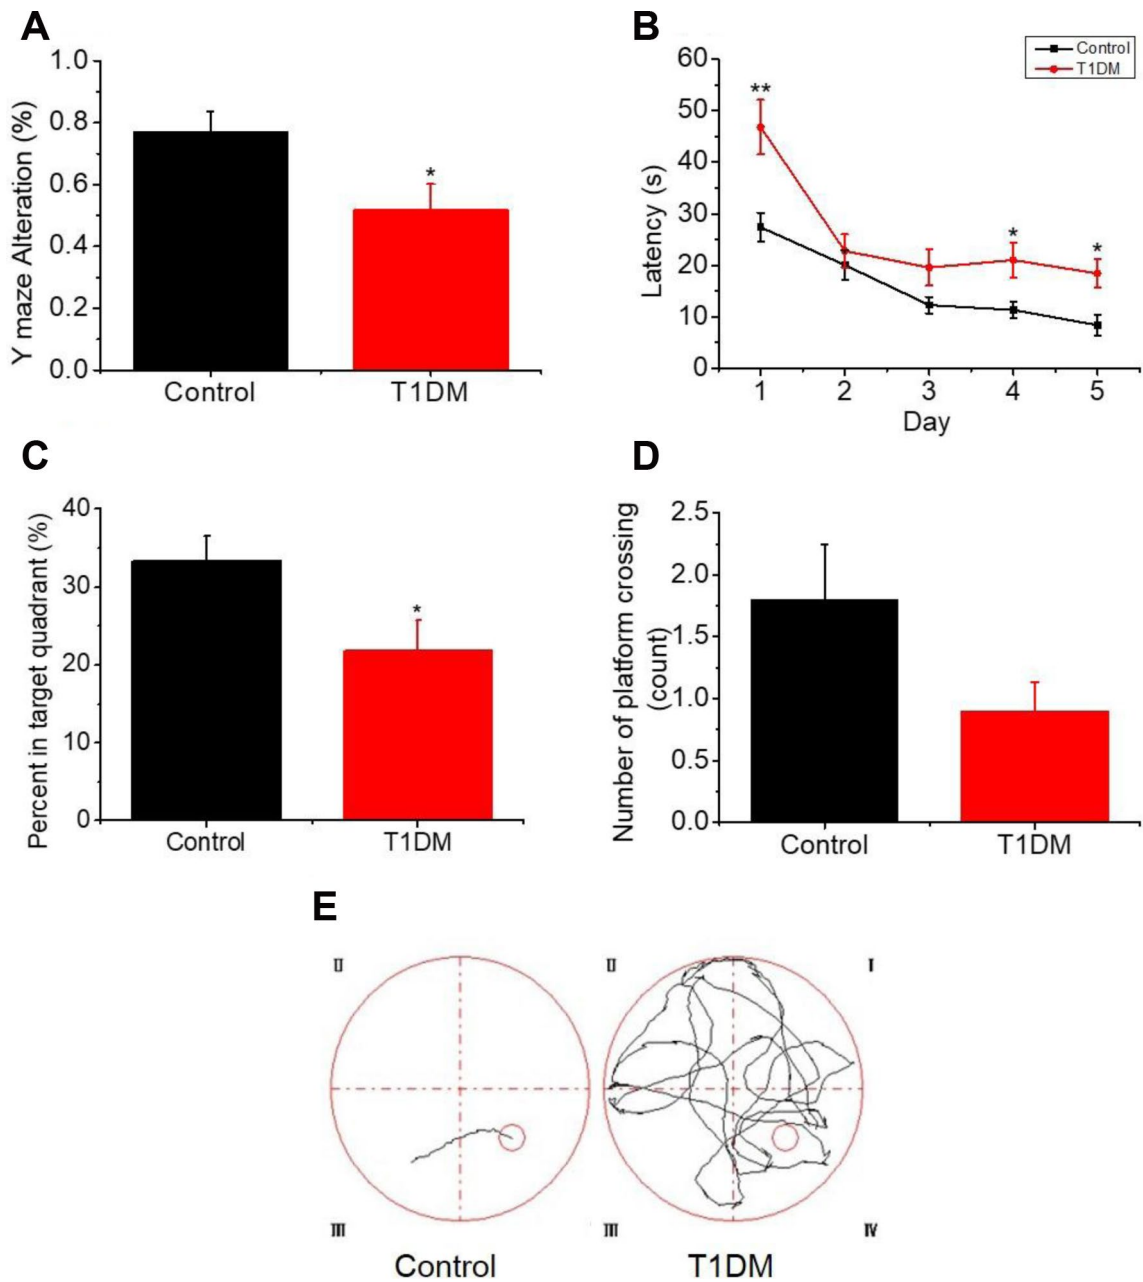 A
Y maze Alteration (%)
1.0
0.8
0.6
0.4
0.2
0.0
*
Control
T1DM
B
Latency (s)
60
50
40
30
20
10
0
**
*
*
Control
T1DM
1
2
3
4
5
Day
C
Percent in target quadrant (%)
40
30
20
10
0
*
Control
T1DM
D
Number of platform crossing
(count)
2.5
2.0
1.5
1.0
0.5
0.0
Control
T1DM
E
II
II
I
III
III
IV
Control
T1DM